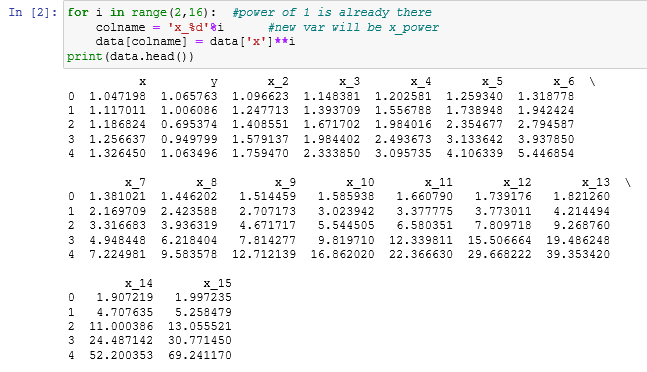 In [2]: for i in range(2,16):  #power of 1 is already there
    colname = 'x_%d'%i      #new var will be x_power
    data[colname] = data['x']**i
print(data.head())
          x         y       x_2       x_3       x_4       x_5       x_6  \
0  1.047198  1.065763  1.096623  1.148381  1.202581  1.259340  1.318778
1  1.117011  1.006086  1.247713  1.393709  1.556788  1.738948  1.942424
2  1.186824  0.695374  1.408551  1.671702  1.984016  2.354677  2.794587
3  1.256637  0.949799  1.579137  1.984402  2.493673  3.133642  3.937850
4  1.326450  1.063496  1.759470  2.333850  3.095735  4.106339  5.446854
        x_7       x_8        x_9       x_10       x_11       x_12       x_13  \
0  1.381021  1.446202   1.514459   1.585938   1.660790   1.739176   1.821260
1  2.169709  2.423588   2.707173   3.023942   3.377775   3.773011   4.214494
2  3.316683  3.936319   4.671717   5.544505   6.580351   7.809718   9.268760
3  4.948448  6.218404   7.814277   9.819710  12.339811  15.506664  19.486248
4  7.224981  9.583578  12.712139  16.862020  22.366630  29.668222  39.353420
        x_14       x_15
0   1.907219   1.997235
1   4.707635   5.258479
2  11.000386  13.055521
3  24.487142  30.771450
4  52.200353  69.241170